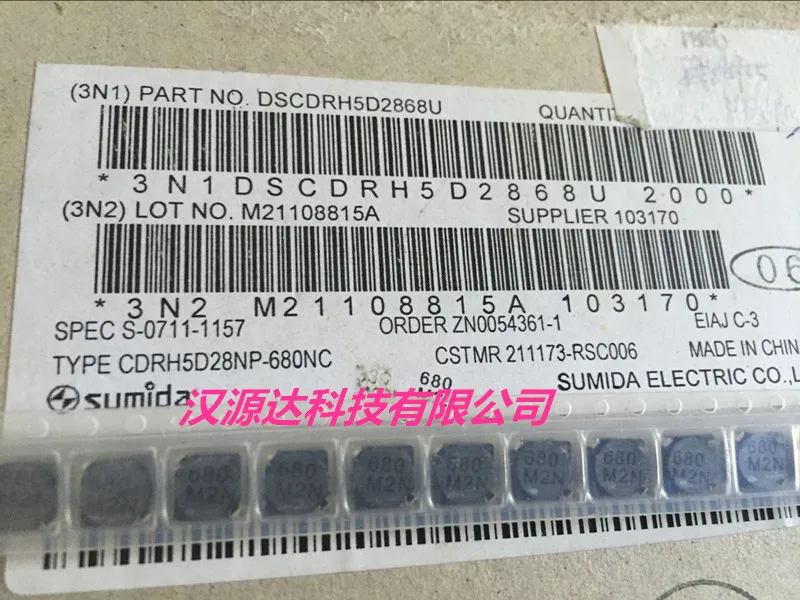 (3N1) PART NO. DSCDRH5D2868U QUANTIT
* 3 N 1 D S C D R H 5 D 2 8 6 8 U 2 0 0 0 *
(3N2) LOT NO. M21108815A SUPPLIER 103170
* 3 N 2 M 2 1 1 0 8 8 1 5 A 1 0 3 1 7 0 *
06
SPEC S-0711-1157 ORDER ZN0054361-1 EIAJ C-3
TYPE CDRH5D28NP-680NC CSTMR 211173-RSC006 MADE IN CHIN
680
sumida SUMIDA ELECTRIC CO.,L
汉源达科技有限公司
680 680 680 680 680 680 680 680 680
M2N M2N M2N M2N M2N M2N M2N M2N M2N